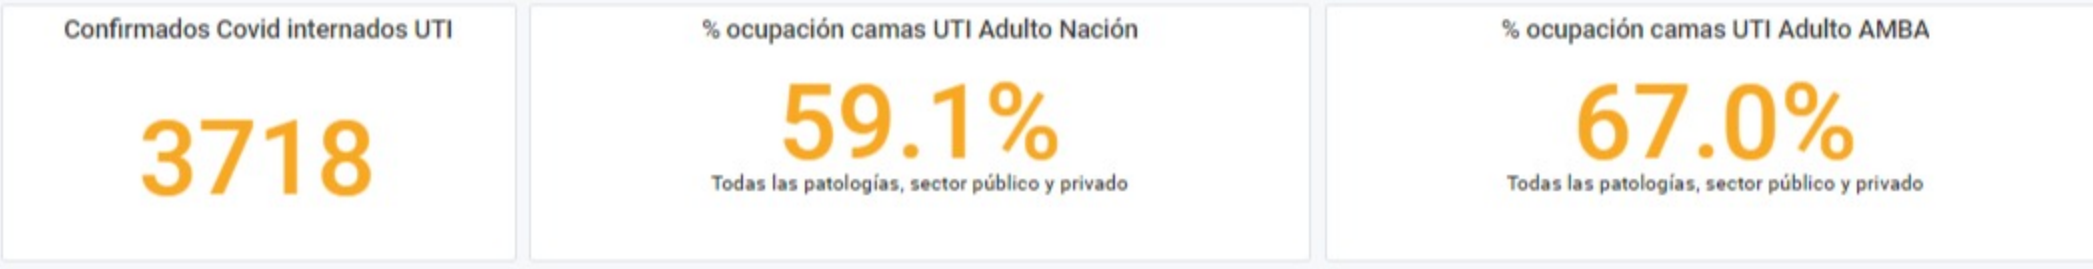 Confirmados Covid internados UTI
3718
% ocupación camas UTI Adulto Nación
59.1%
Todas las patologías, sector público y privado
% ocupación camas UTI Adulto AMBA
67.0%
Todas las patologías, sector público y privado